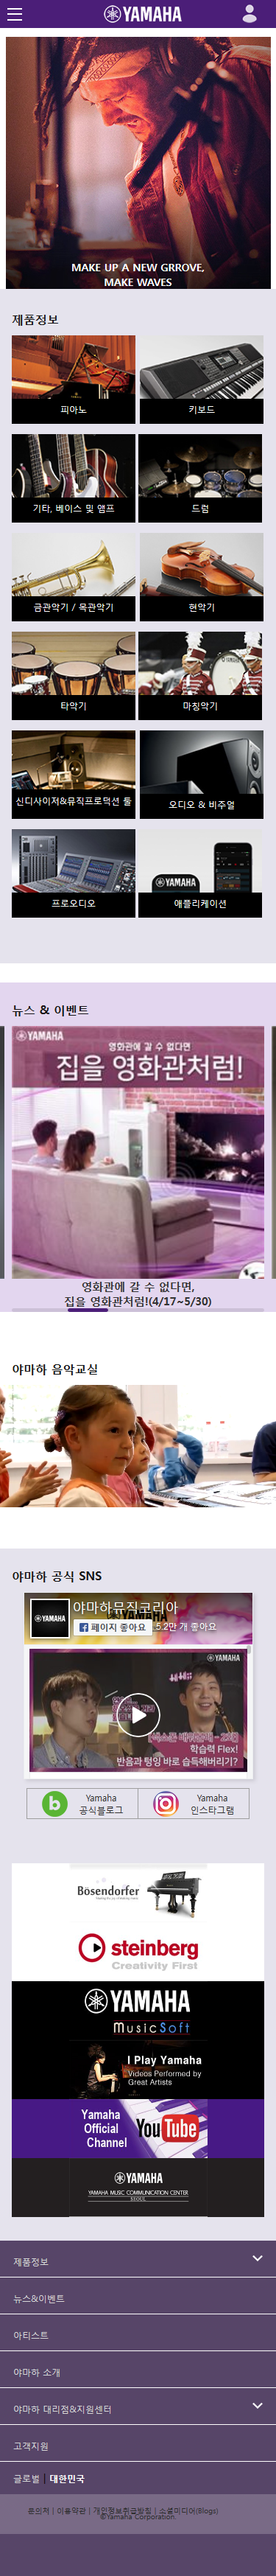 YAMAHA
MAKE UP A NEW GRROVE,
MAKE WAVES
제품정보
피아노
키보드
기타, 베이스 및 앰프
드럼
금관악기 / 목관악기
현악기
타악기
마칭악기
신디사이저&뮤직프로덕션 툴
오디오 & 비주얼
프로오디오
YAMAHA
애플리케이션
뉴스 & 이벤트
YAMAHA
영화관에 갈 수 없다면
집을 영화관처럼!
영화관에 갈 수 없다면,
집을 영화관처럼!(4/17~5/30)
야마하 음악교실
야마하 공식 SNS
YAMAHA
야마하뮤직코리아
페이지 좋아요
5.2만 개 좋아요
YAMAHA
학습력 Flex!
반음과 텅잉 바로 습득해버리기?
Yamaha
공식블로그
Yamaha
인스타그램
Bösendorfer
steinberg
Creativity First
YAMAHA
MusicSoft
I Play Yamaha
Videos Performed by
Great Artists
Yamaha
Official
Channel
YouTube
YAMAHA
YAMAHA MUSIC COMMUNICATION CENTER
SEOUL
제품정보
뉴스&이벤트
아티스트
야마하 소개
야마하 대리점&지원센터
고객지원
글로벌 | 대한민국
문의처 | 이용약관 | 개인정보취급방침 | 소셜미디어(Blogs)
©Yamaha Corporation.